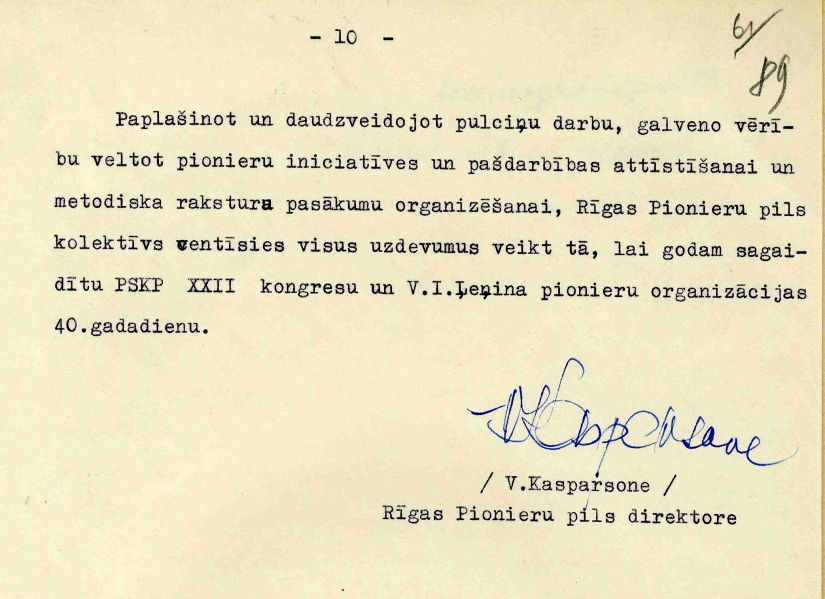 - 10 -
61
89
Paplašinot un daudzveidojot pulciņu darbu, galveno vērī-
bu veltot pionieru iniciatīves un pašdarbības attīstīšanai un
metodiska rakstura pasākumu organizēšanai, Rīgas Pionieru pils
kolektīvs centīsies visus uzdevumus veikt tā, lai godam sagai-
dītu PSKP XXII kongresu un V.I.Ļeņina pionieru organizācijas
40.gadadienu.
/ V.Kasparsone /
Rīgas Pionieru pils direktore